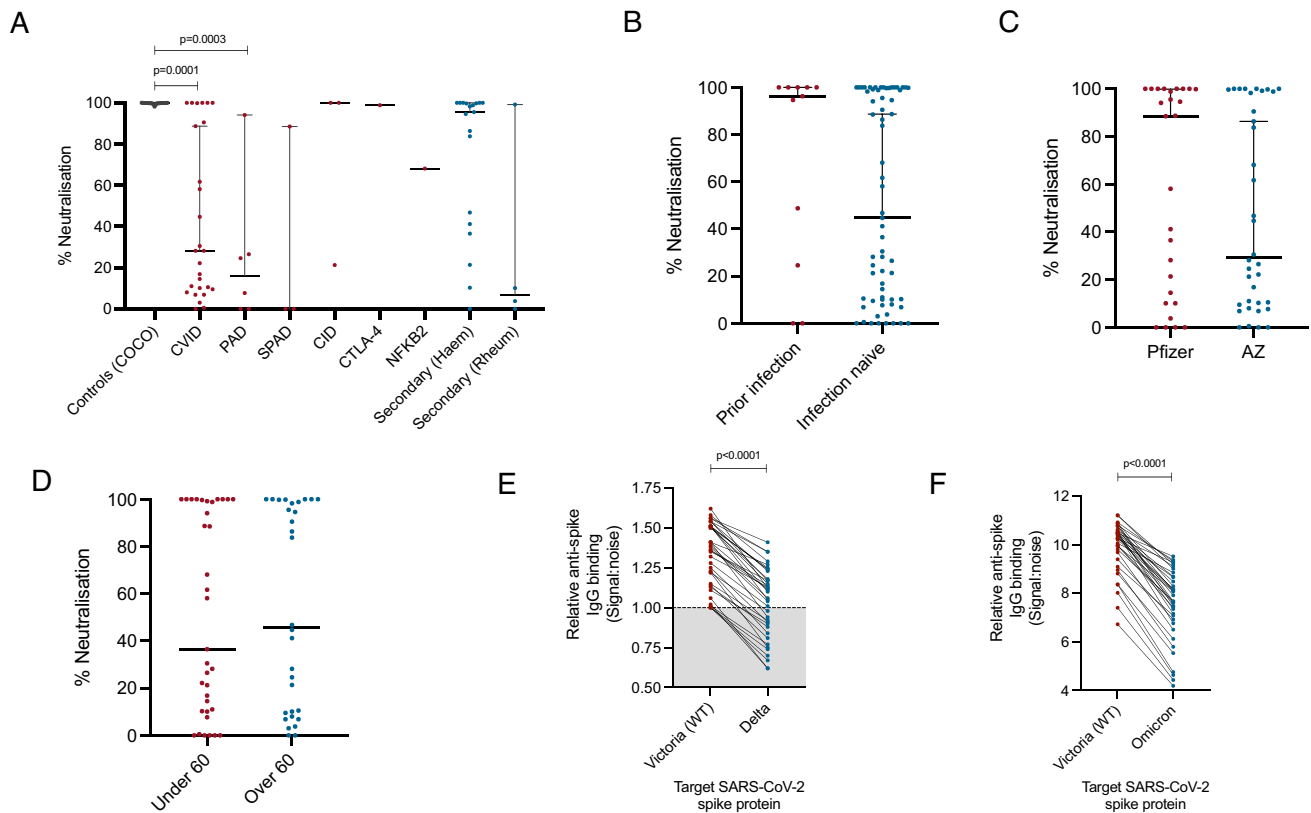 A
p=0.0003
p=0.0001
% Neutralisation
100
80
60
40
20
0
Controls (COCO)
CVID
PAD
SPAD
CID
CTLA-4
NFKB2
Secondary (Haem)
Secondary (Rheum)
B
% Neutralisation
100
80
60
40
20
0
Prior infection
Infection naive
C
% Neutralisation
100
80
60
40
20
0
Pfizer
AZ
D
% Neutralisation
100
80
60
40
20
0
Under 60
Over 60
E
p<0.0001
Relative anti-spike
IgG binding
(Signal:noise)
1.75
1.50
1.25
1.00
0.75
0.50
Victoria (WT)
Delta
Target SARS-CoV-2
spike protein
F
p<0.0001
Relative anti-spike
IgG binding
(Signal:noise)
12
10
8
6
4
Victoria (WT)
Omicron
Target SARS-CoV-2
spike protein